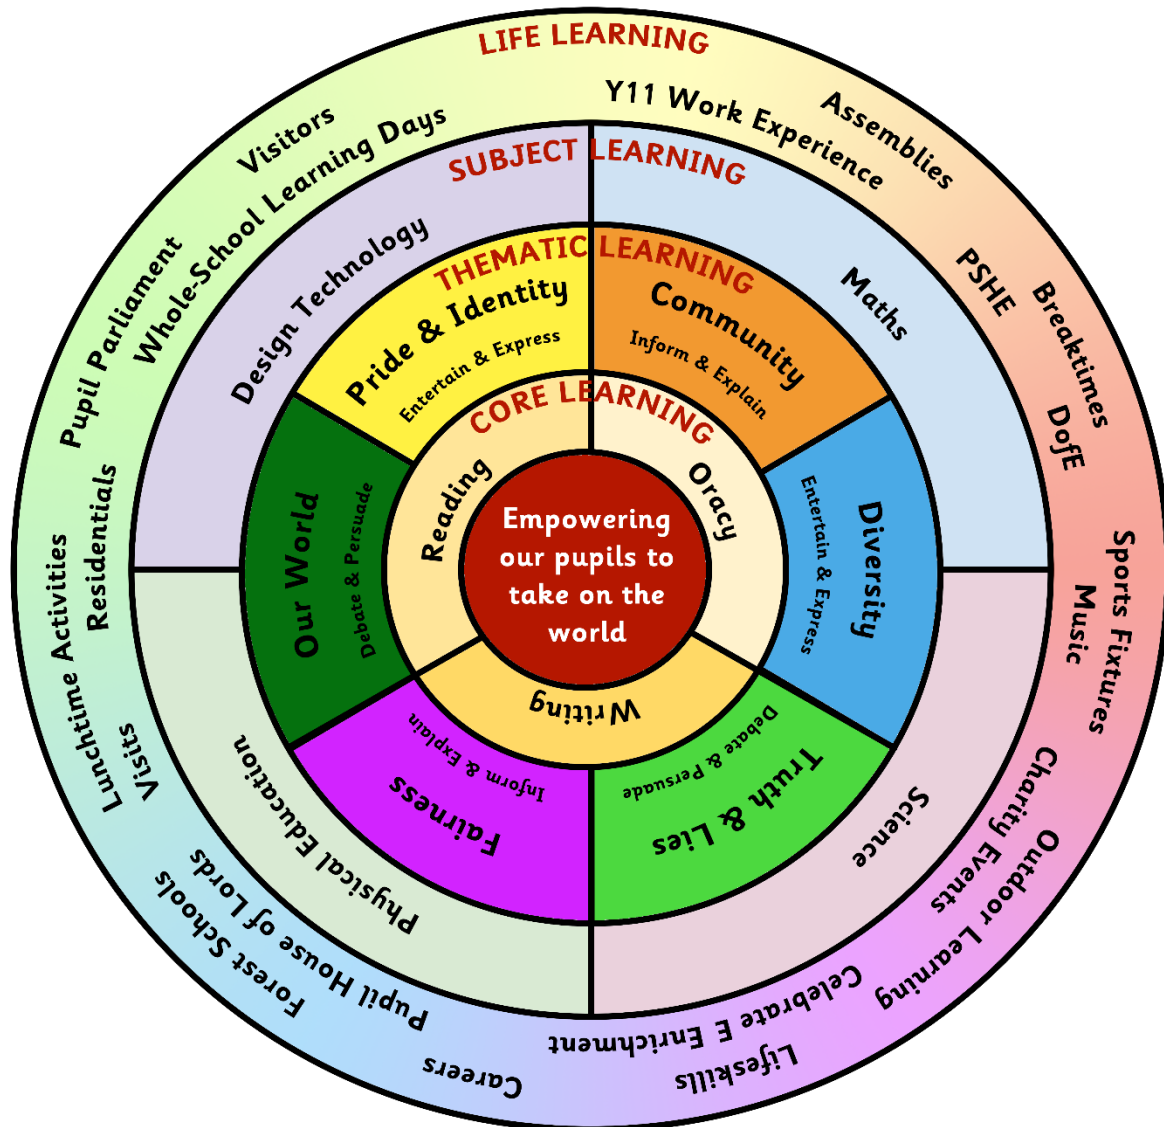 LIFE LEARNING
Y11 Work Experience
Assemblies
PSHE
Breaktimes
DofE
Sports Fixtures
Music
Charity Events
Outdoor Learning
Celebrate E Enrichment
Lifeskills
Careers
Pupil House of Lords
Forest Schools
Visits
Lunchtime Activities
Residentials
Pupil Parliament
Whole-School Learning Days
Visitors
SUBJECT LEARNING
Maths
Science
Physical Education
Design Technology
THEMATIC LEARNING
Community
Inform & Explain
Diversity
Entertain & Express
Truth & Lies
Debate & Persuade
Fairness
Inform & Explain
Our World
Debate & Persuade
Pride & Identity
Entertain & Express
CORE LEARNING
Oracy
Writing
Reading
Empowering
our pupils to
take on the
world